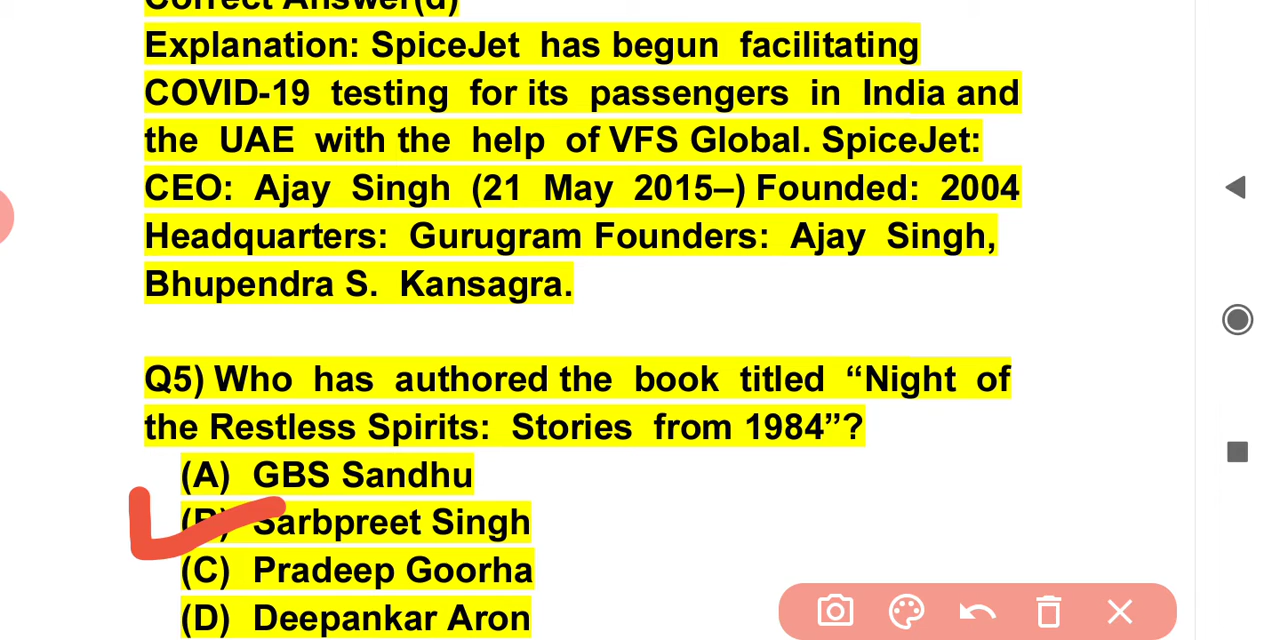 Correct Answer(d)
Explanation: SpiceJet has begun facilitating
COVID-19 testing for its passengers in India and
the UAE with the help of VFS Global. SpiceJet:
CEO: Ajay Singh (21 May 2015–) Founded: 2004
Headquarters: Gurugram Founders: Ajay Singh,
Bhupendra S. Kansagra.
Q5) Who has authored the book titled “Night of
the Restless Spirits: Stories from 1984”?
(A) GBS Sandhu
(B) Sarbpreet Singh
(C) Pradeep Goorha
(D) Deepankar Aron